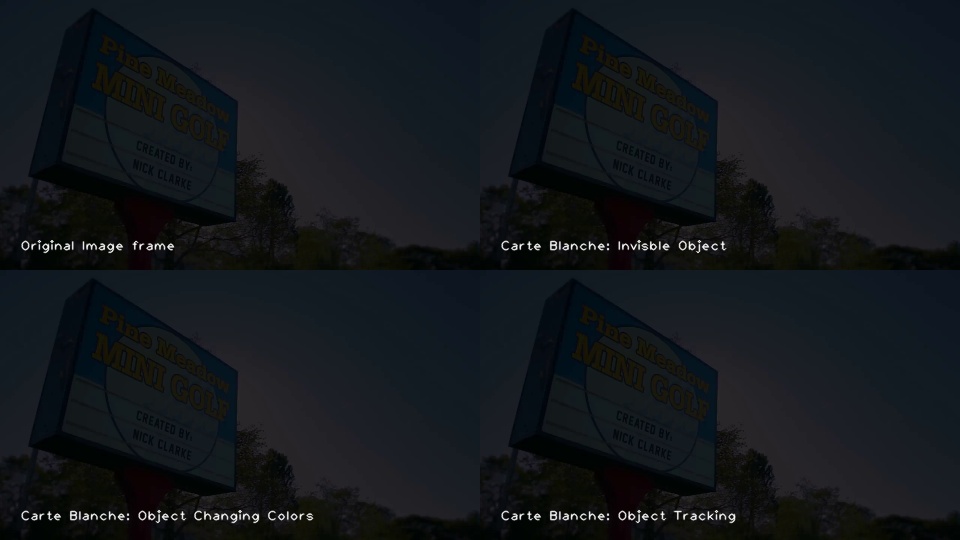 Pine Meadow
MINI GOLF
CREATED BY:
NICK CLARKE
Original Image frame
Pine Meadow
MINI GOLF
CREATED BY:
NICK CLARKE
Carte Blanche: Invisble Object
Pine Meadow
MINI GOLF
CREATED BY:
NICK CLARKE
Carte Blanche: Object Changing Colors
Pine Meadow
MINI GOLF
CREATED BY:
NICK CLARKE
Carte Blanche: Object Tracking